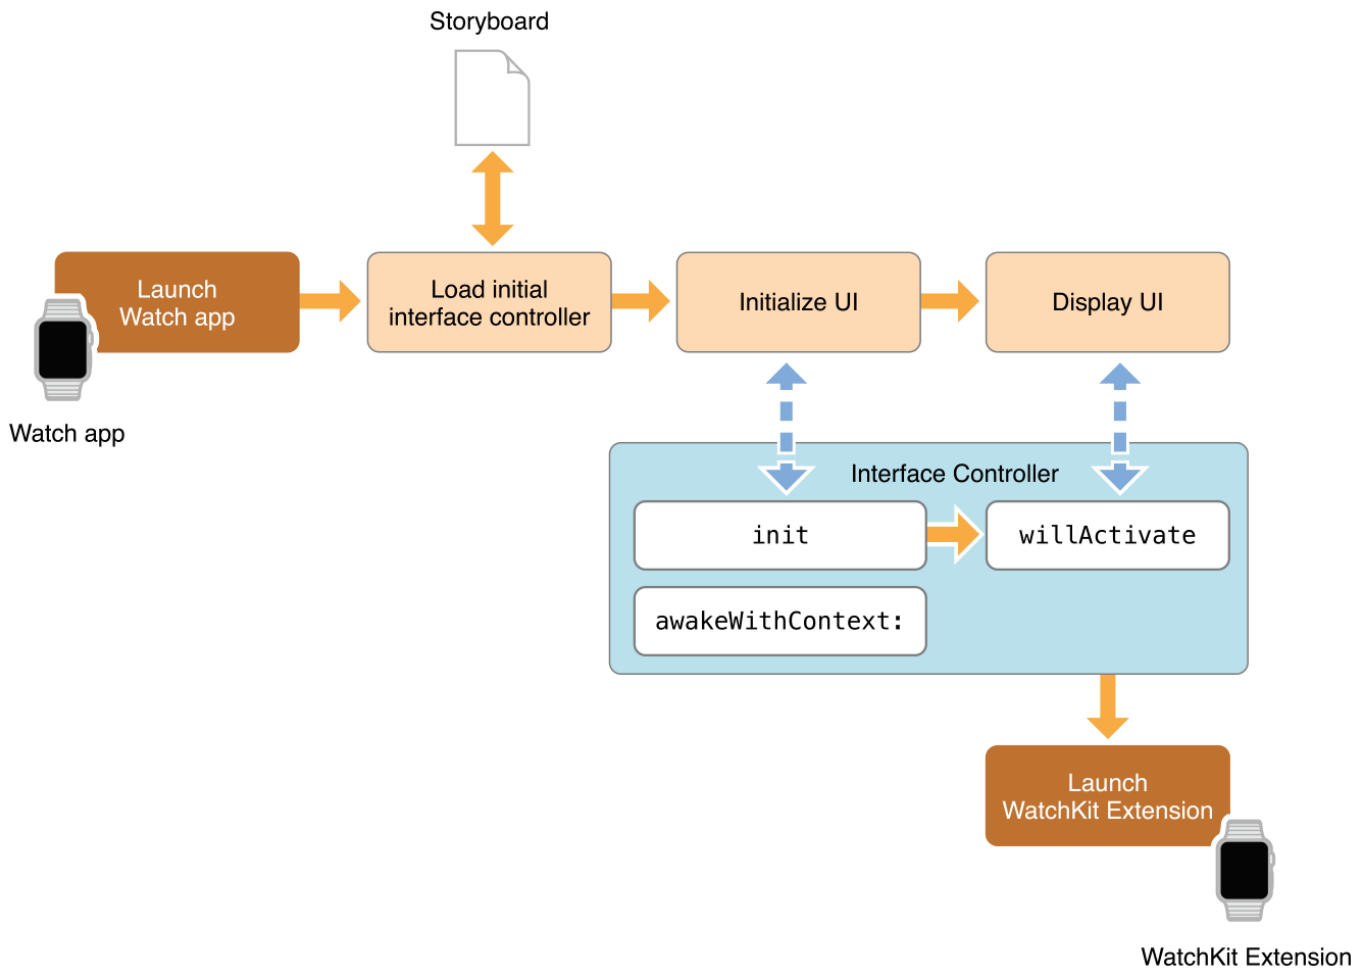 Storyboard
Launch
Watch app
Load initial
interface controller
Initialize UI
Display UI
Watch app
Interface Controller
init
willActivate
awakeWithContext:
Launch
WatchKit Extension
WatchKit Extension